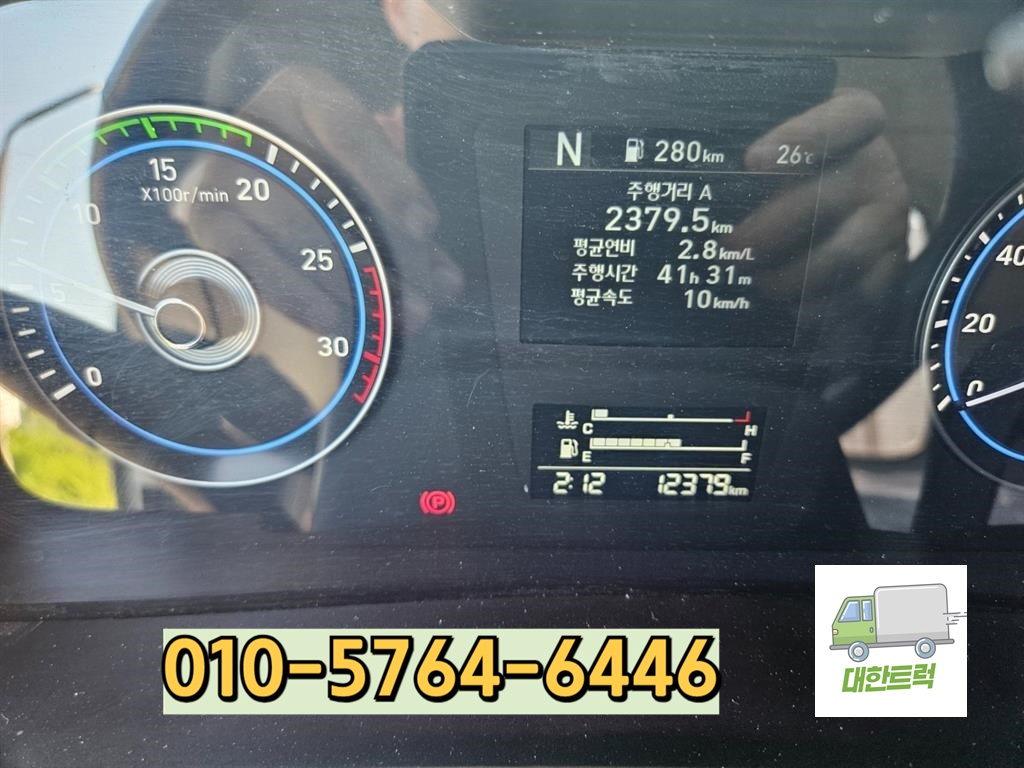 N 280km 26℃
주행거리 A
2379.5km
평균연비 2.8km/L
주행시간 41h 31m
평균속도 10km/h
15
X100r/min
20
10
25
5
30
0
40
20
0
C H
E F
2:12 12379km
P
010-5764-6446
대한트럭